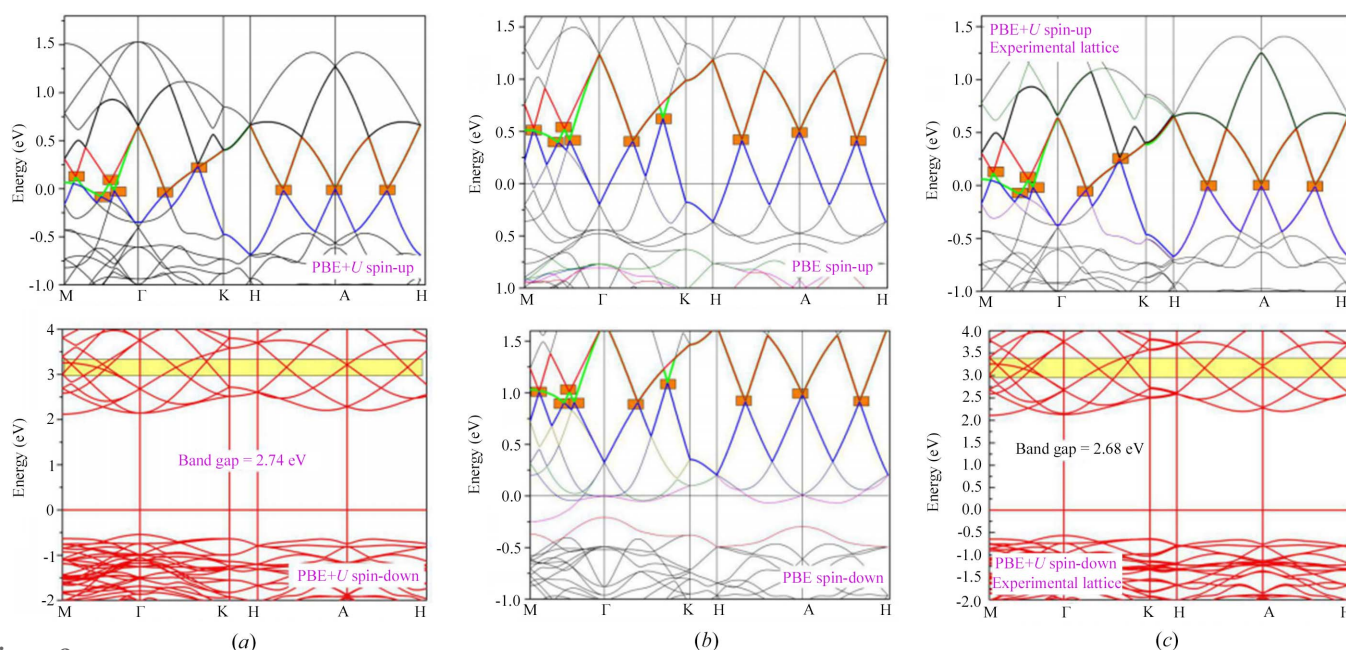 Energy (eV)
1.5
1.0
0.5
0.0
-0.5
-1.0
PBE+U spin-up
M Γ K H A H
Energy (eV)
4
3
2
1
0
-1
-2
Band gap = 2.74 eV
PBE+U spin-down
M Γ K H A H
(a)
Energy (eV)
1.5
1.0
0.5
0.0
0.5
1.0
PBE spin-up
M Γ K H A H
Energy (eV)
1.5
1.0
0.5
0.0
-0.5
-1.0
PBE spin-down
M Γ K H A H
(b)
Energy (eV)
1.5
1.0
0.5
0.0
-0.5
-1.0
PBE+U spin-up
Experimental lattice
M Γ K H A H
Energy (eV)
4.0
3.5
3.0
2.5
2.0
1.5
1.0
0.5
0.0
-0.5
-1.0
-1.5
-2.0
Band gap = 2.68 eV
PBE+U spin-down
Experimental lattice
M Γ K H A H
(c)